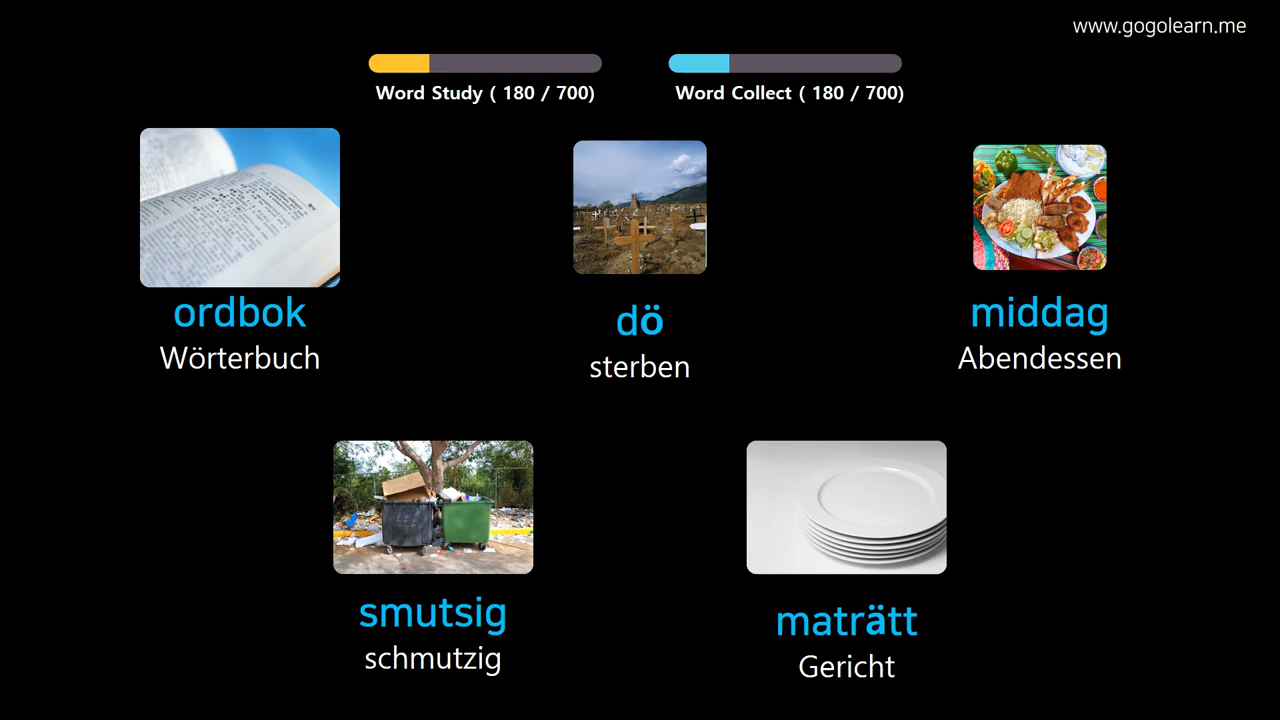 www.gogolearn.me
Word Study ( 180 / 700)
Word Collect ( 180 / 700)
ordbok
Wörterbuch
dö
sterben
middag
Abendessen
smutsig
schmutzig
maträtt
Gericht